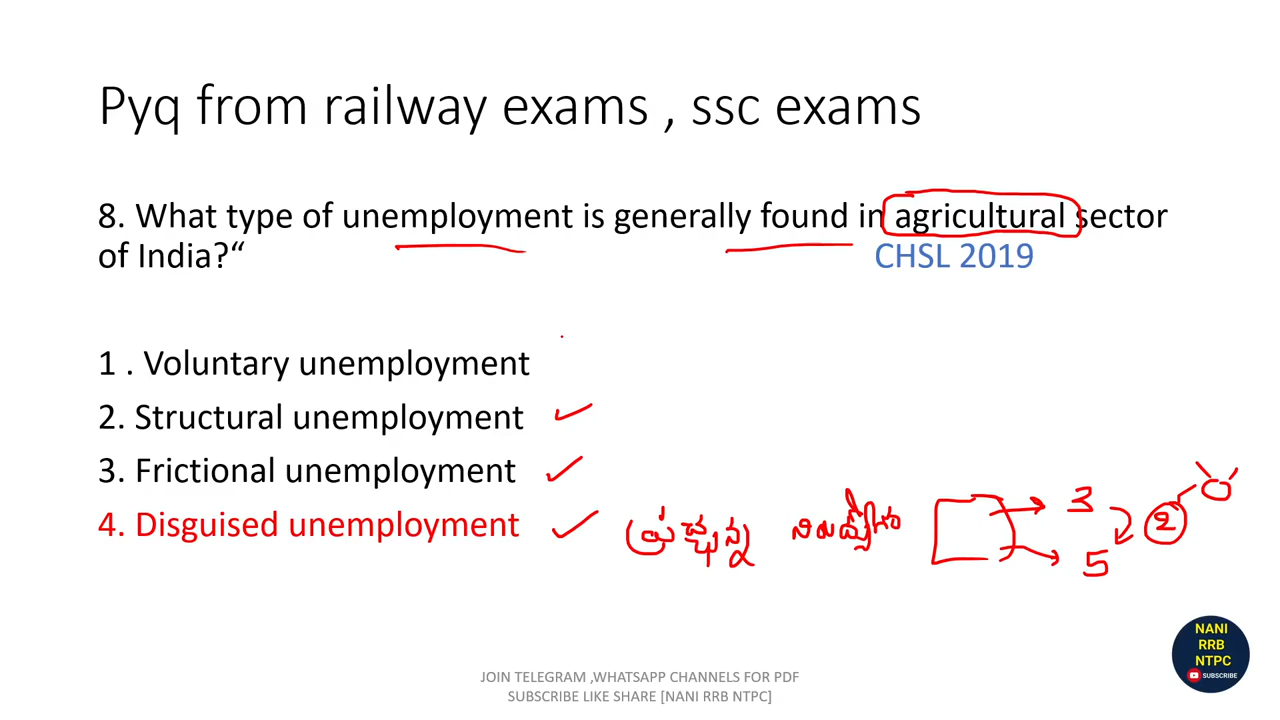 Pyq from railway exams , ssc exams
8. What type of unemployment is generally found in agricultural sector
of India?“ CHSL 2019
1 . Voluntary unemployment
2. Structural unemployment
3. Frictional unemployment
4. Disguised unemployment
3
2
5
NANI
RRB
NTPC
SUBSCRIBE
JOIN TELEGRAM ,WHATSAPP CHANNELS FOR PDF
SUBSCRIBE LIKE SHARE [NANI RRB NTPC]